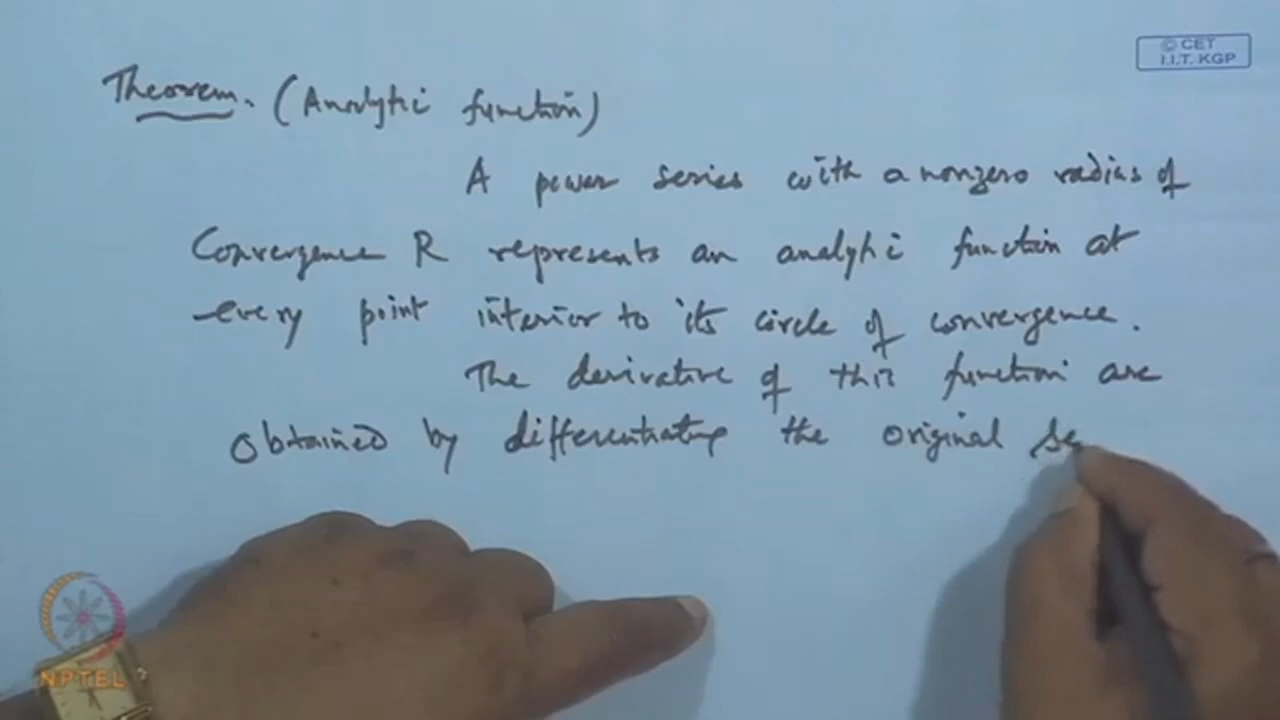 © CET
I.I.T. KGP
Theorem. (Analytic function)
A power series with a nonzero radius of
Convergence R represents an analytic function at
every point interior to its circle of convergence.
The derivative of this function are
obtained by differentiating the original se
NPTEL